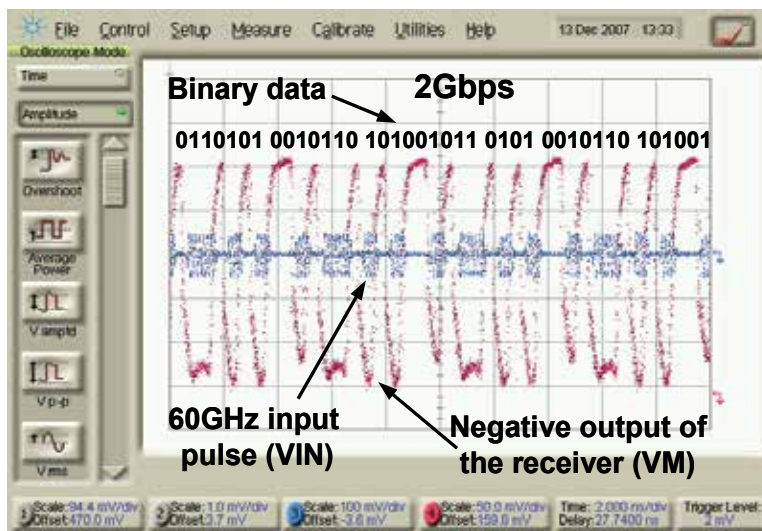 File Control Setup Measure Calibrate Utilities Help 13 Dec 2007 13:33
Oscilloscope Mode
Time
Amplitude
Overshoot
Average
Power
V amptd
V p-p
V rms
Binary data
2Gbps
0110101 0010110 101001011 0101 0010110 101001
60GHz input
pulse (VIN)
Negative output of
the receiver (VM)
1 Scale:94.4 mV/div
Offset:470.0 mV
2 Scale:1.0 mV/div
Offset:3.7 mV
3 Scale:100 mV/div
Offset:-3.6 mV
4 Scale:50.0 mV/div
Offset:159.0 mV
Time: 2.000 ns/div
Delay:27.7400 ns
Trigger Level:
2 mV